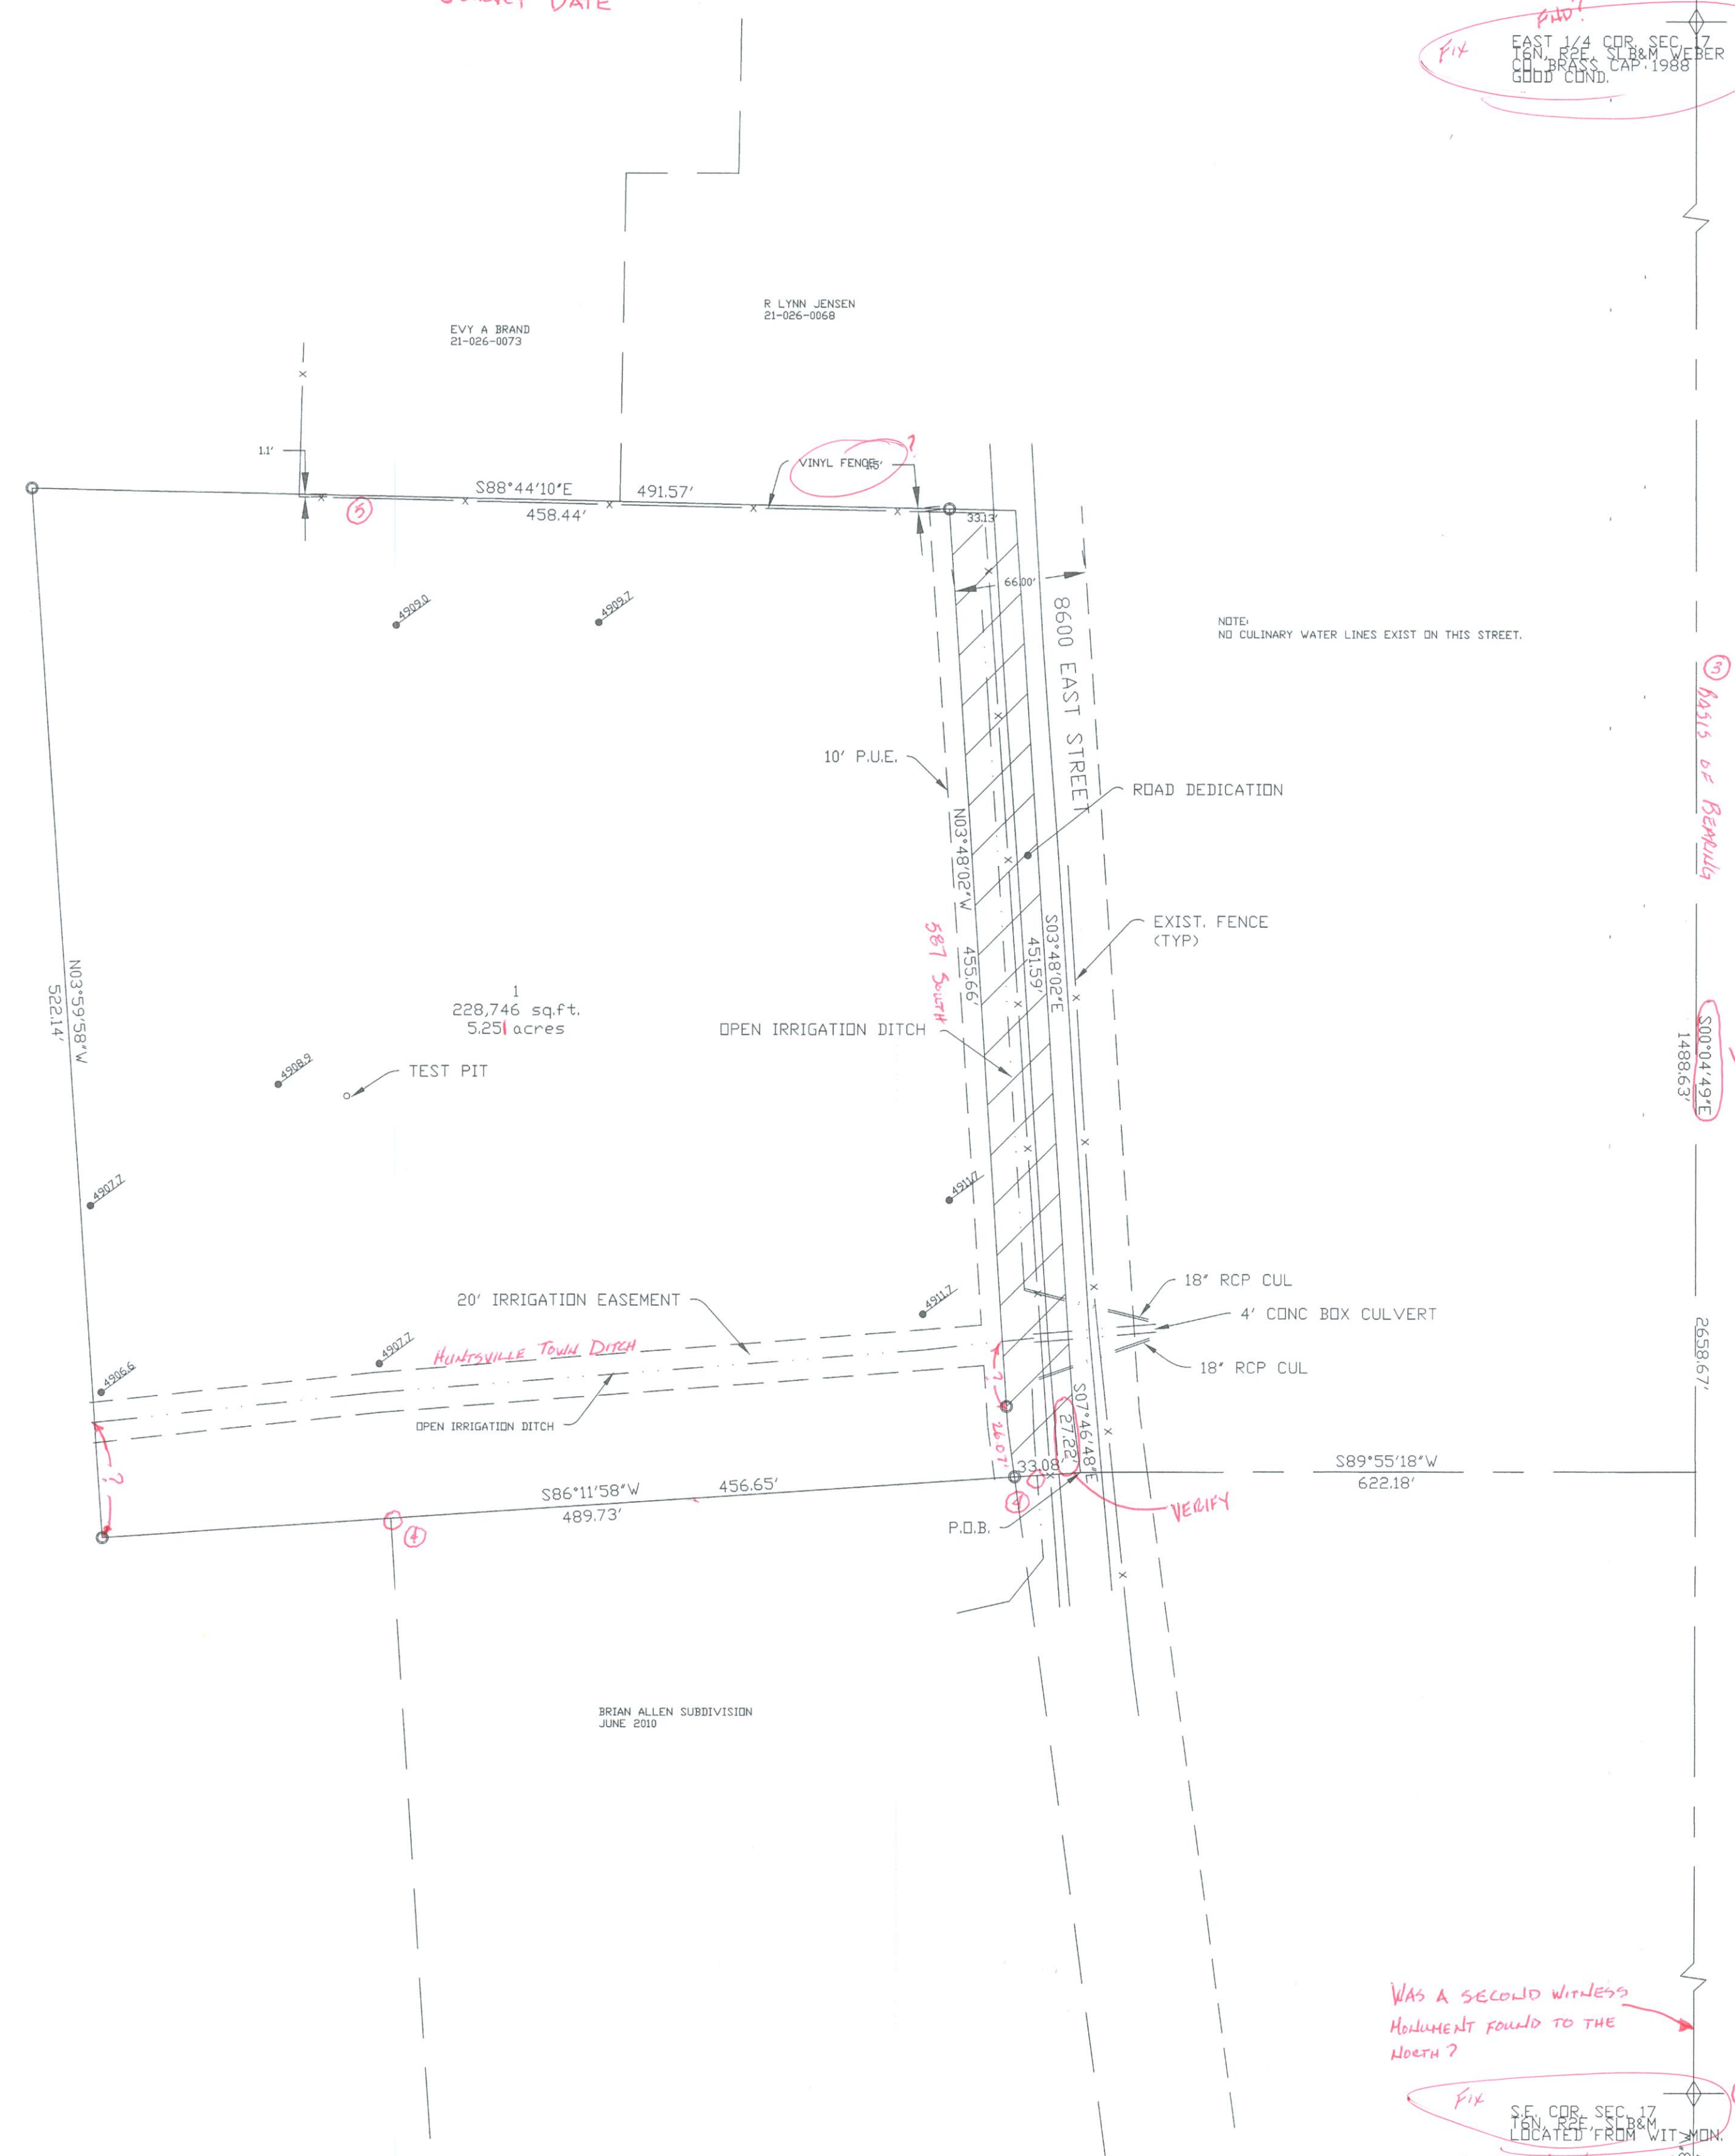 DATE
FND?
FIX
EAST 1/4 COR. SEC. 17
T6N, R2E, SLB&M WEBER
CO. BRASS CAP. 1988
GOOD COND.
R LYNN JENSEN
21-026-0068
EVY A BRAND
21-026-0073
1.1'
VINYL FENCE
?
S88°44'10"E 491.57'
458.44'
5
33.13'
66.00'
4909.0
4909.7
8600 EAST STREET
NOTE:
NO CULINARY WATER LINES EXIST ON THIS STREET.
3 BASIS OF BEARING
10' P.U.E.
ROAD DEDICATION
N03°48'02"W 455.66'
S03°48'02"E
451.59'
587 SOUTH
EXIST. FENCE
(TYP)
N03°59'58"W
522.14'
1
228,746 sq.ft.
5.251 acres
OPEN IRRIGATION DITCH
S00°04'49"E
1488.63'
4908.9
TEST PIT
4907.7
4911.7
20' IRRIGATION EASEMENT
18" RCP CUL
4911.7
4' CONC BOX CULVERT
HUNTSVILLE TOWN DITCH
4907.7
18" RCP CUL
2658.67'
4906.6
OPEN IRRIGATION DITCH
?
26.07'
S07°46'48"E
27.22'
?
33.08'
S89°55'18"W
622.18'
S86°11'58"W 456.65'
489.73'
4
P.O.B.
VERIFY
4
BRIAN ALLEN SUBDIVISION
JUNE 2010
WAS A SECOND WITNESS
MONUMENT FOUND TO THE
NORTH?
FIX
S.E. COR. SEC. 17
T6N, R2E, SLB&M
LOCATED FROM WIT MON.